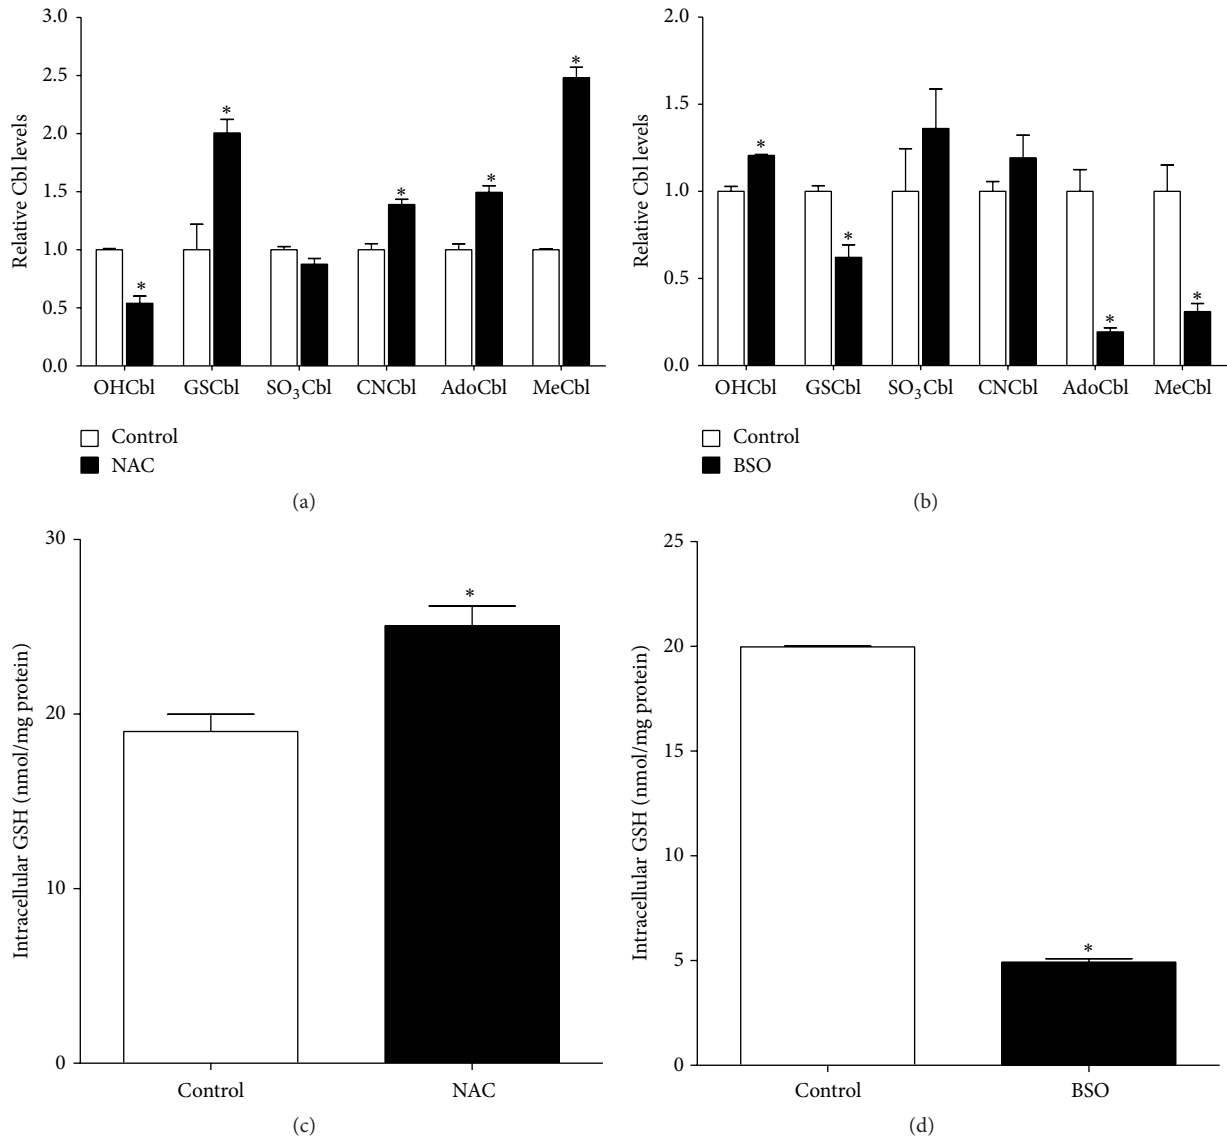 3.0
2.5
2.0
1.5
1.0
0.5
0.0
Relative Cbl levels
* * * * *
OHCbl GSCbl SO₃Cbl CNCbl AdoCbl MeCbl
Control
NAC
(a)
2.0
1.5
1.0
0.5
0.0
Relative Cbl levels
* * * *
OHCbl GSCbl SO₃Cbl CNCbl AdoCbl MeCbl
Control
BSO
(b)
30
20
10
0
Intracellular GSH (nmol/mg protein)
*
Control NAC
(c)
25
20
15
10
5
0
Intracellular GSH (nmol/mg protein)
*
Control BSO
(d)